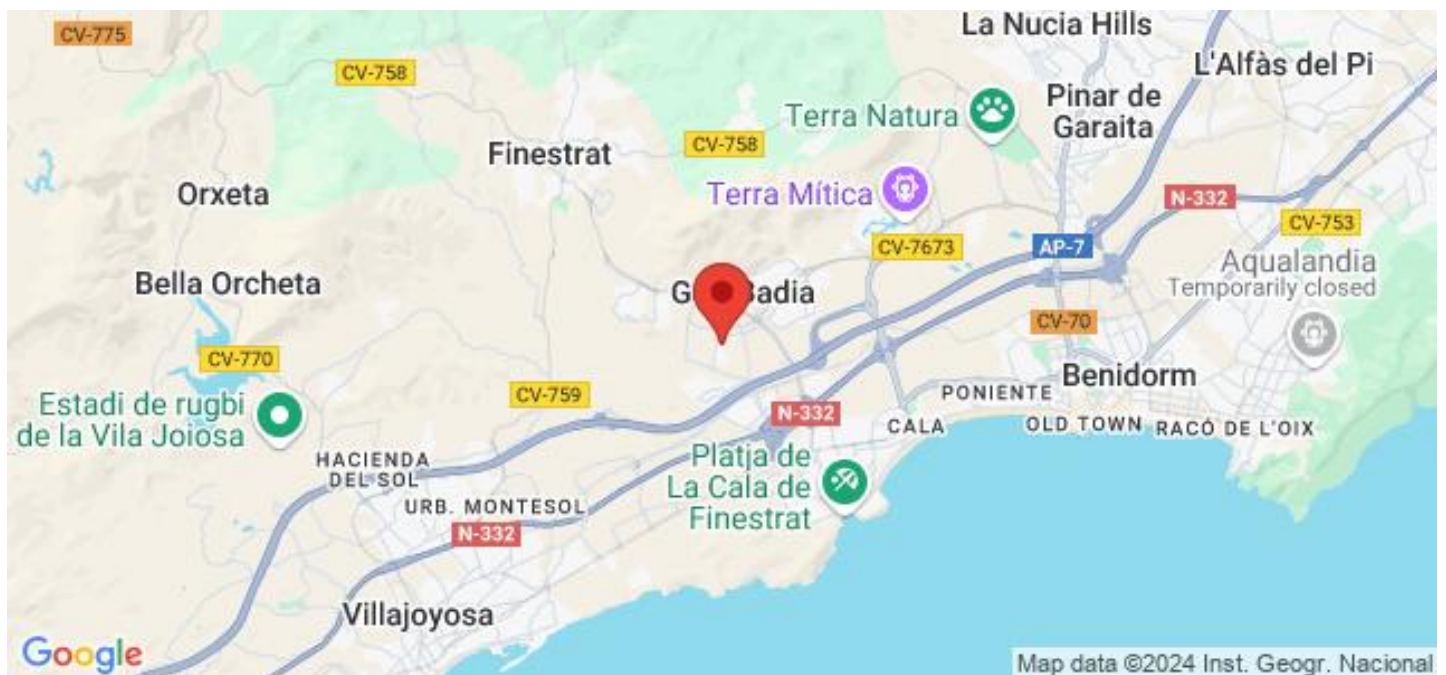 CV-775
La Nucia Hills
L'Alfàs del Pi
CV-758
Terra Natura
Pinar de
Garaita
Finestrat
CV-758
Orxeta
Terra Mítica
N-332
CV-753
CV-7673
AP-7
Aqualandia
Temporarily closed
Bella Orcheta
Badia
CV-70
CV-770
Benidorm
CV-759
PONIENTE
Estadi de rugbi
de la Vila Joiosa
N-332
CALA
OLD TOWN
RACÓ DE L'OIX
HACIENDA
DEL SOL
Platja de
La Cala de
Finestrat
URB. MONTESOL
N-332
Villajoyosa
Google
Map data ©2024 Inst. Geogr. Nacional